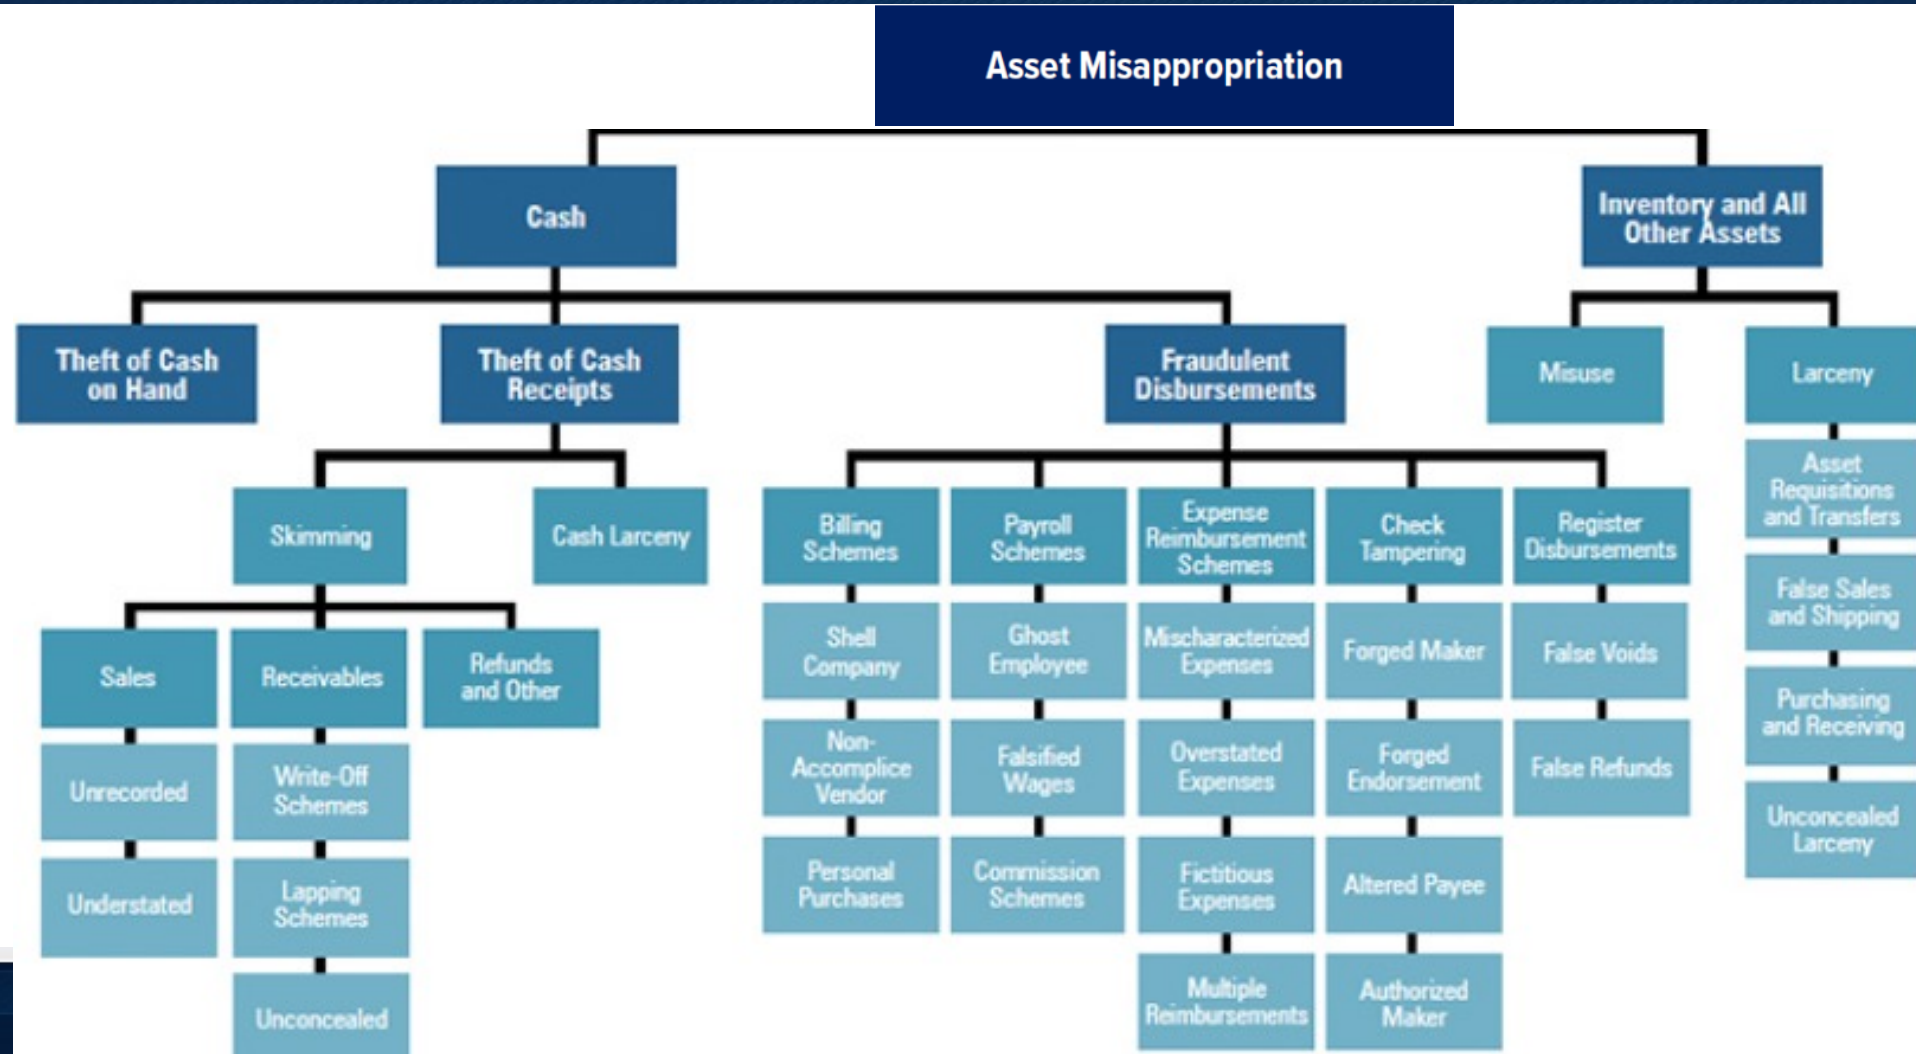 Asset Misappropriation
Cash
Inventory and All
Other Assets
Theft of Cash
on Hand
Theft of Cash
Receipts
Fraudulent
Disbursements
Misuse
Larceny
Skimming
Cash Larceny
Billing
Schemes
Payroll
Schemes
Expense
Reimbursement
Schemes
Check
Tampering
Register
Disbursements
Asset
Requisitions
and Transfers
Sales
Receivables
Refunds
and Other
Shell
Company
Ghost
Employee
Mischaracterized
Expenses
Forged Maker
False Voids
False Sales
and Shipping
Unrecorded
Write-Off
Schemes
Non-
Accomplice
Vendor
Falsified
Wages
Overstated
Expenses
Forged
Endorsement
False Refunds
Purchasing
and Receiving
Understated
Lapping
Schemes
Personal
Purchases
Commission
Schemes
Fictitious
Expenses
Altered Payee
Unconcealed
Larceny
Unconcealed
Multiple
Reimbursements
Authorized
Maker